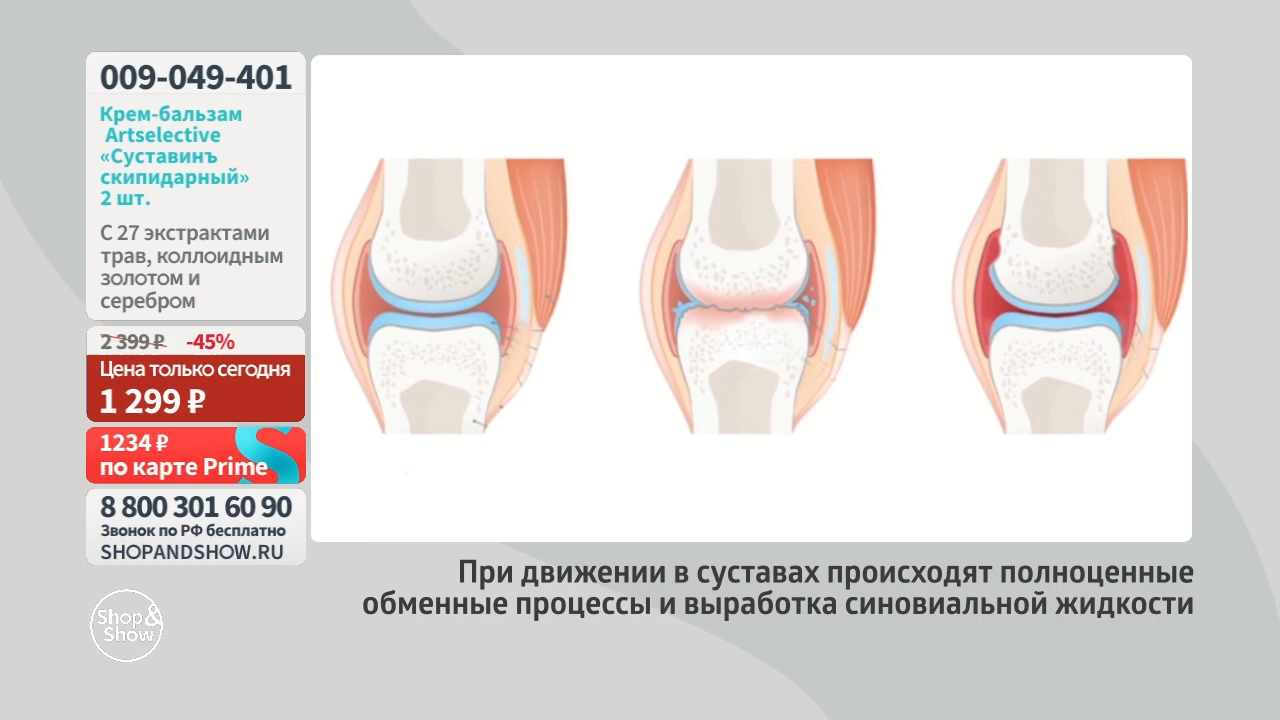 009-049-401
Крем-бальзам
Artselective
«Суставинъ
скипидарный»
2 шт.
С 27 экстрактами
трав, коллоидным
золотом и
серебром
2 399 ₽ -45%
Цена только сегодня
1 299 ₽
1234 ₽
по карте Prime
8 800 301 60 90
Звонок по РФ бесплатно
SHOPANDSHOW.RU
Shop&
Show
При движении в суставах происходят полноценные
обменные процессы и выработка синовиальной жидкости